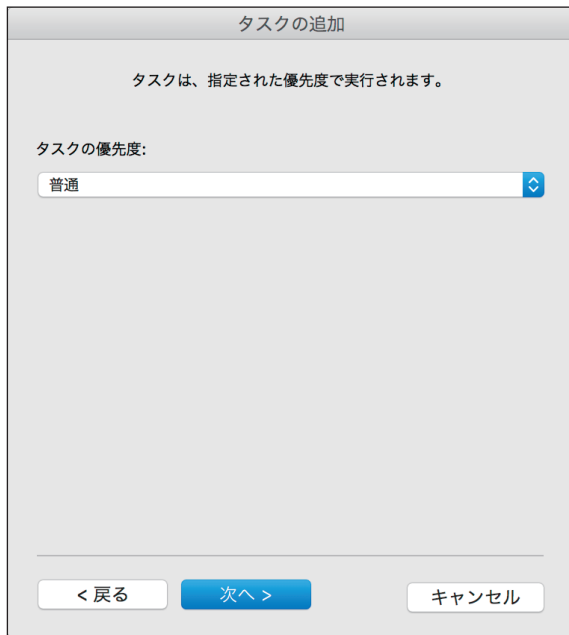 タスクの追加
タスクは、指定された優先度で実行されます。
タスクの優先度:
普通
< 戻る
次へ >
キャンセル